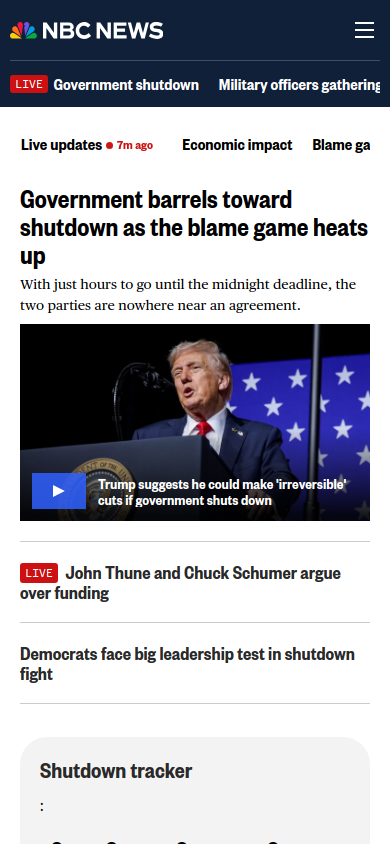 NBC NEWS
LIVE Government shutdown Military officers gathering
Live updates 7m ago Economic impact Blame ga
Government barrels toward
shutdown as the blame game heats
up
With just hours to go until the midnight deadline, the
two parties are nowhere near an agreement.
Trump suggests he could make 'irreversible'
cuts if government shuts down
LIVE John Thune and Chuck Schumer argue
over funding
Democrats face big leadership test in shutdown
fight
Shutdown tracker
: